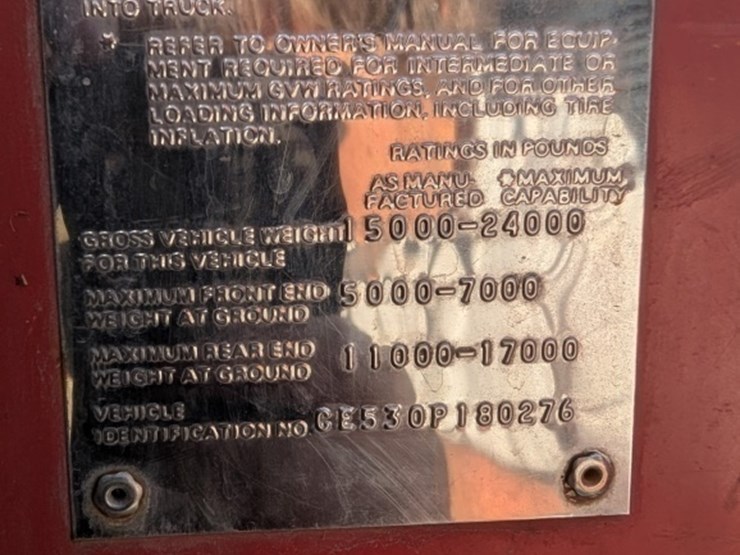 INTO TRUCK.
* REFER TO OWNER'S MANUAL FOR EQUIP-
MENT REQUIRED FOR INTERMEDIATE OR
MAXIMUM GVW RATINGS, AND FOR OTHER
LOADING INFORMATION, INCLUDING TIRE
INFLATION.
RATINGS IN POUNDS
AS MANU- *MAXIMUM
FACTURED CAPABILITY
GROSS VEHICLE WEIGHT 15000-24000
FOR THIS VEHICLE
MAXIMUM FRONT END 5000-7000
WEIGHT AT GROUND
MAXIMUM REAR END 11000-17000
WEIGHT AT GROUND
VEHICLE
IDENTIFICATION NO. CE530P180276